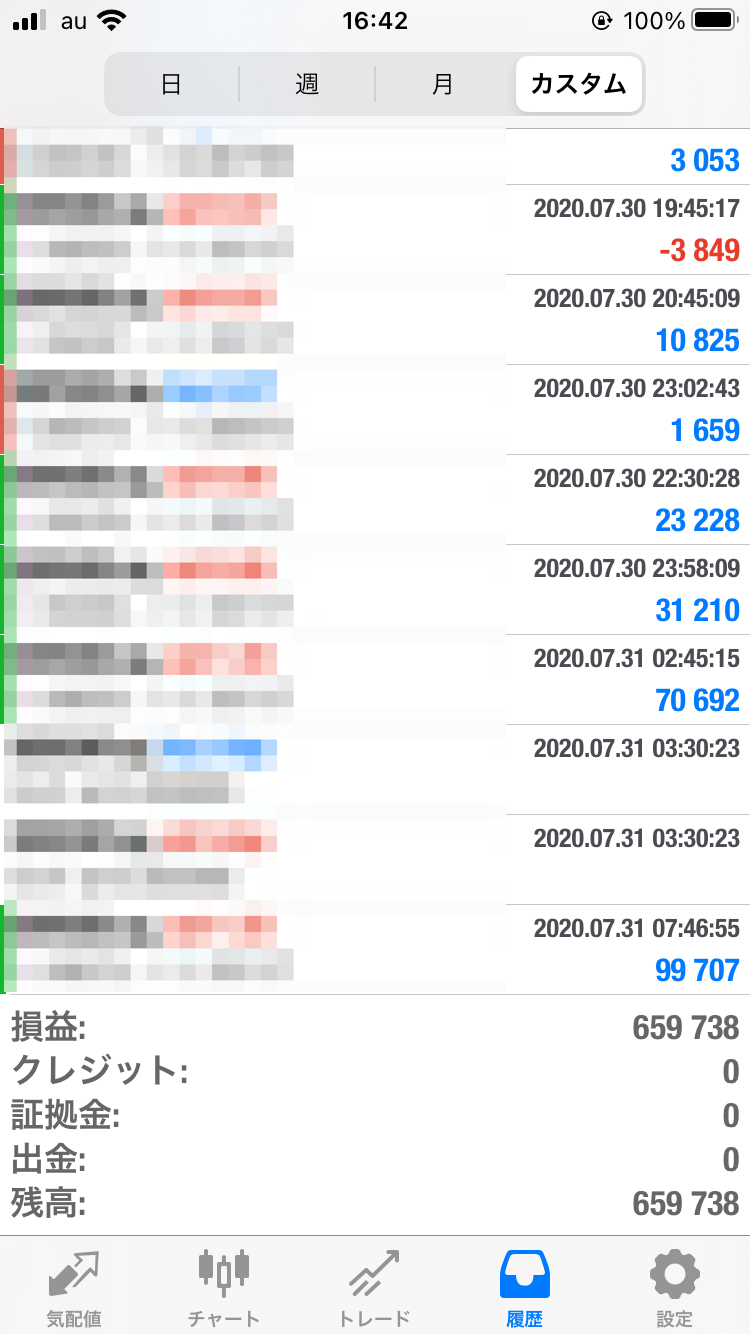 au 16:42 100%
日 週 月 カスタム
3 053
2020.07.30 19:45:17
-3 849
2020.07.30 20:45:09
10 825
2020.07.30 23:02:43
1 659
2020.07.30 22:30:28
23 228
2020.07.30 23:58:09
31 210
2020.07.31 02:45:15
70 692
2020.07.31 03:30:23
2020.07.31 03:30:23
2020.07.31 07:46:55
99 707
損益: 659 738
クレジット: 0
証拠金: 0
出金: 0
残高: 659 738
気配値 チャート トレード 履歴 設定